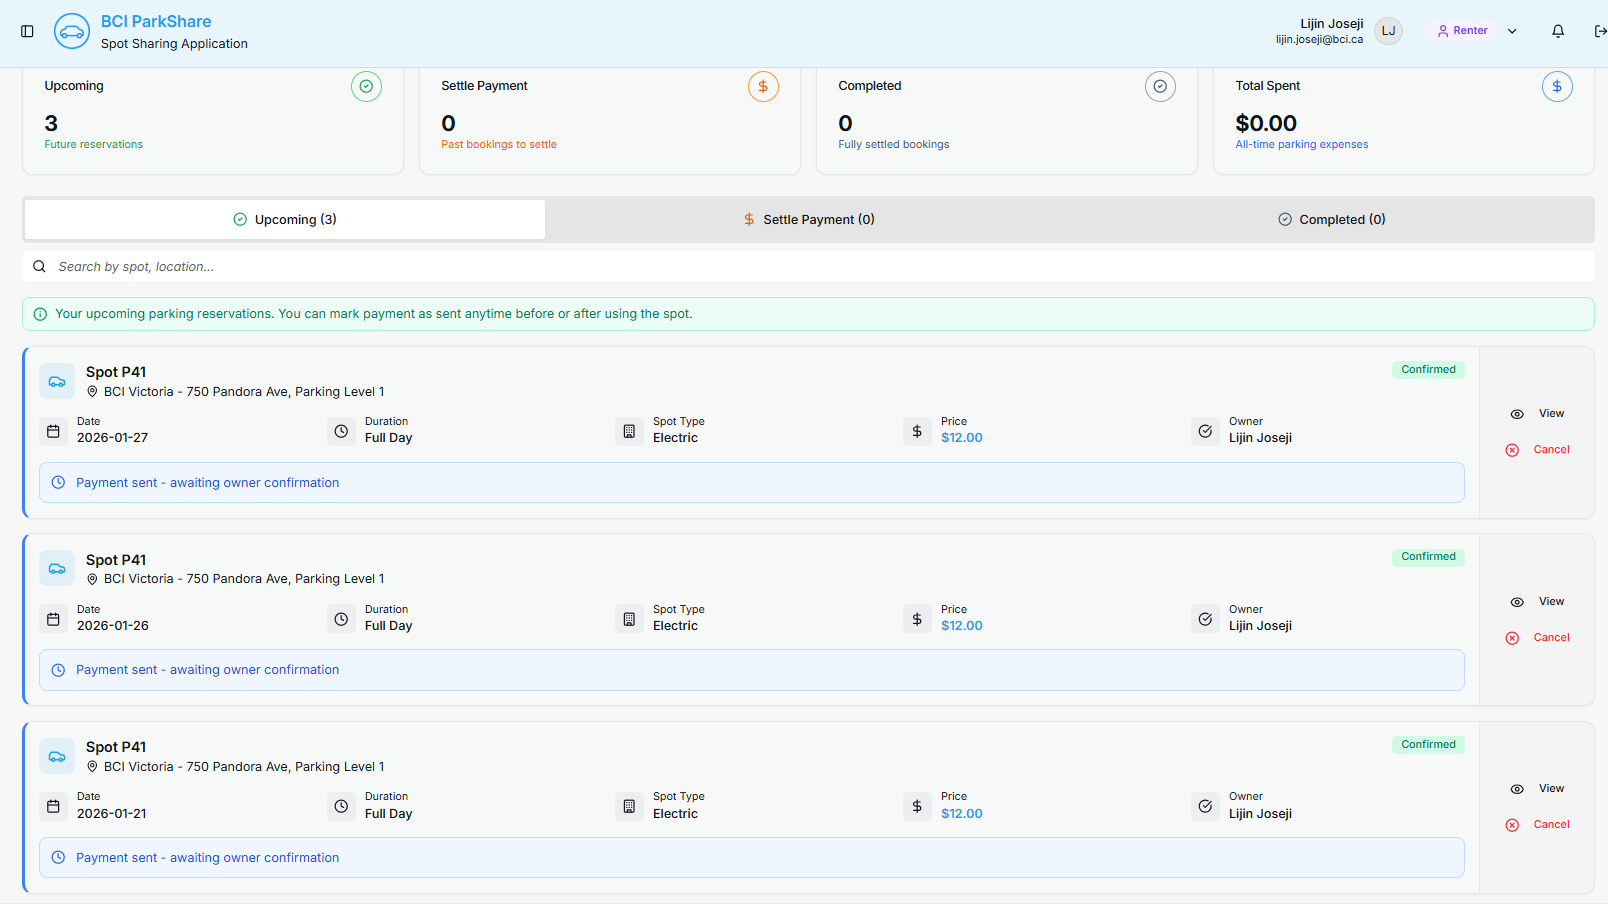 BCI ParkShare
Spot Sharing Application
Lijin Joseji
lijin.joseji@bci.ca
LJ
Renter
Upcoming
3
Future reservations
Settle Payment
0
Past bookings to settle
Completed
0
Fully settled bookings
Total Spent
$0.00
All-time parking expenses
Upcoming (3)
Settle Payment (0)
Completed (0)
Search by spot, location...
Your upcoming parking reservations. You can mark payment as sent anytime before or after using the spot.
Spot P41
BCI Victoria - 750 Pandora Ave, Parking Level 1
Confirmed
Date
2026-01-27
Duration
Full Day
Spot Type
Electric
Price
$12.00
Owner
Lijin Joseji
Payment sent - awaiting owner confirmation
View
Cancel
Spot P41
BCI Victoria - 750 Pandora Ave, Parking Level 1
Confirmed
Date
2026-01-26
Duration
Full Day
Spot Type
Electric
Price
$12.00
Owner
Lijin Joseji
Payment sent - awaiting owner confirmation
View
Cancel
Spot P41
BCI Victoria - 750 Pandora Ave, Parking Level 1
Confirmed
Date
2026-01-21
Duration
Full Day
Spot Type
Electric
Price
$12.00
Owner
Lijin Joseji
Payment sent - awaiting owner confirmation
View
Cancel